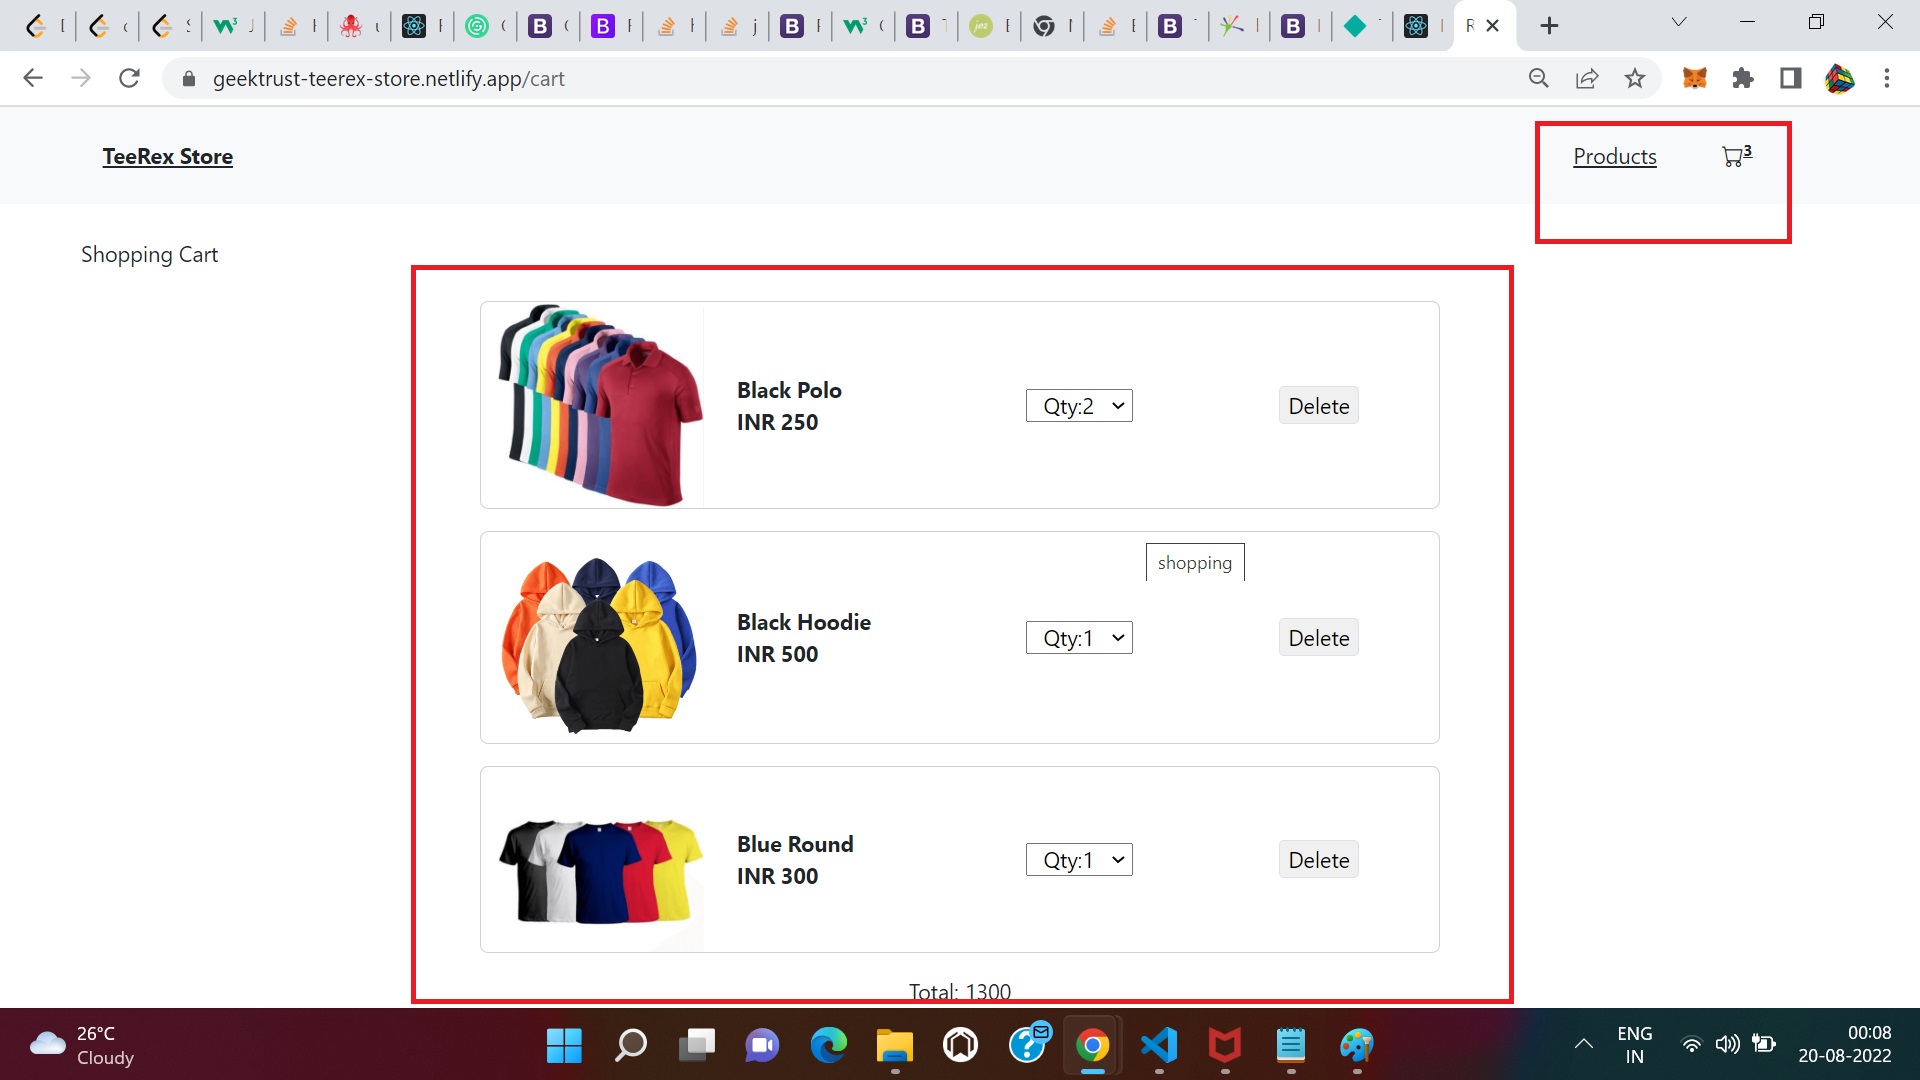 geektrust-teerex-store.netlify.app/cart
TeeRex Store
Products
3
Shopping Cart
Black Polo
INR 250
Qty:2
Delete
shopping
Black Hoodie
INR 500
Qty:1
Delete
Blue Round
INR 300
Qty:1
Delete
Total: 1300
26°C
Cloudy
ENG
IN
00:08
20-08-2022